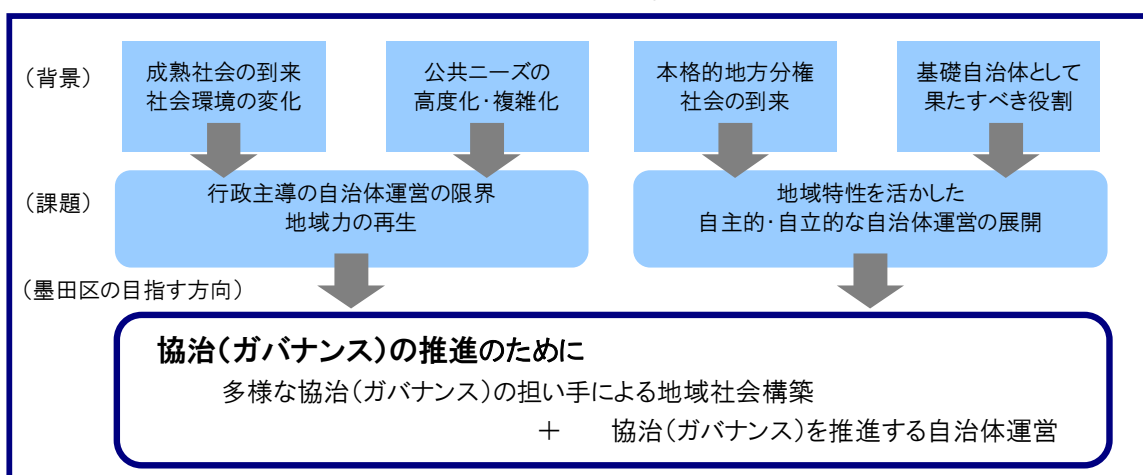 (背景)
成熟社会の到来
社会環境の変化
公共ニーズの
高度化・複雑化
本格的地方分権
社会の到来
基礎自治体として
果たすべき役割
(課題)
行政主導の自治体運営の限界
地域力の再生
地域特性を活かした
自主的・自立的な自治体運営の展開
(墨田区の目指す方向)
協治(ガバナンス)の推進のために
多様な協治(ガバナンス)の担い手による地域社会構築
＋ 協治(ガバナンス)を推進する自治体運営